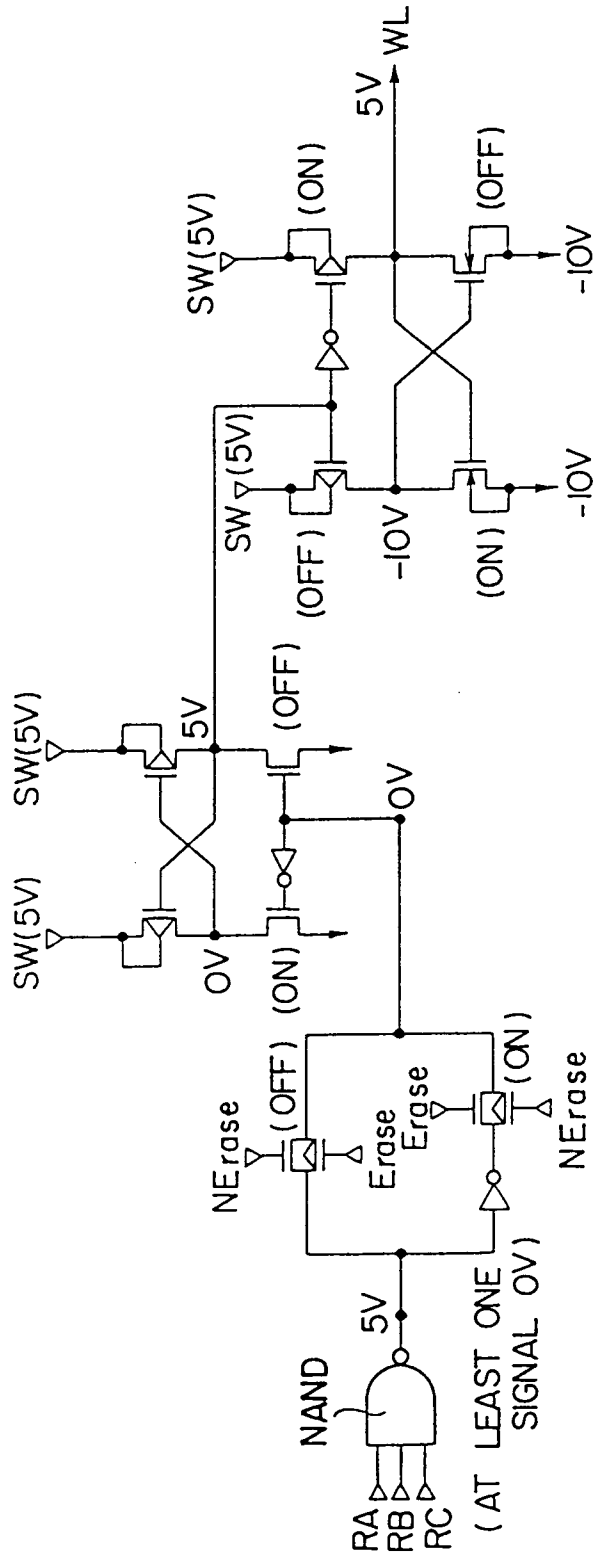 RA
RB
RC
NAND
5V
(AT LEAST ONE
SIGNAL 0V)
NErase
(OFF)
Erase
Erase
(ON)
NErase
0V
SW(5V)
SW(5V)
0V
5V
(ON)
(OFF)
SW (5V)
SW(5V)
(OFF)
(ON)
-10V
5V
WL
(ON)
(OFF)
-10V
-10V